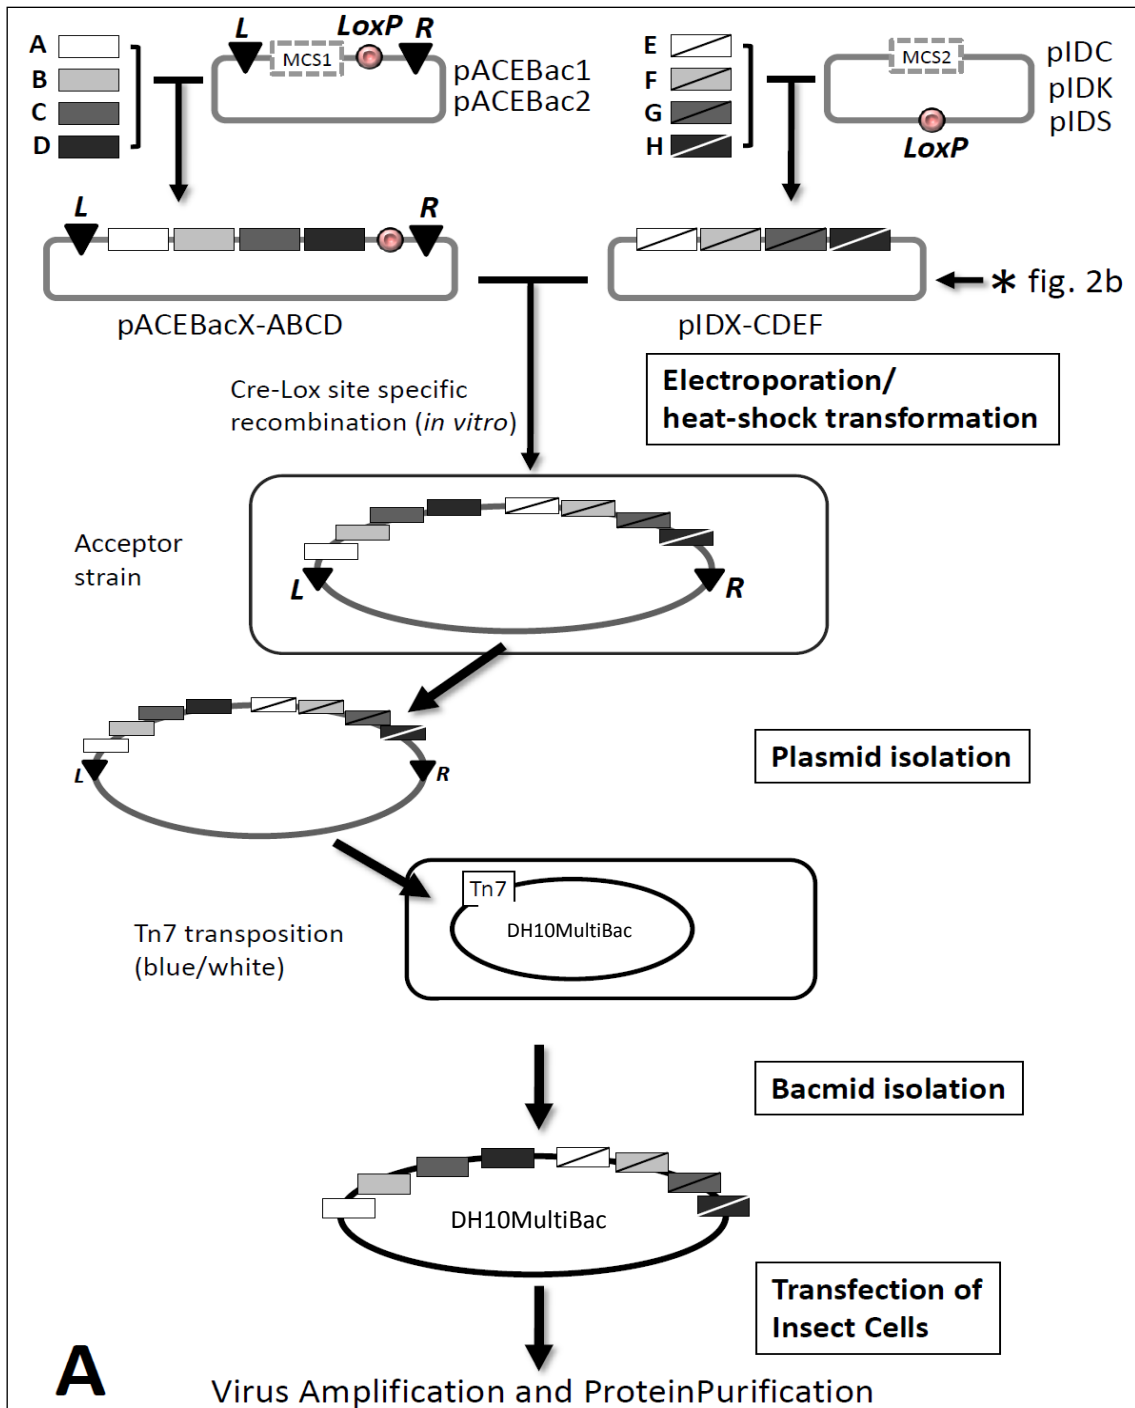 A
B
C
D
L
LoxP
R
MCS1
pACEBac1
pACEBac2
E
F
G
H
MCS2
LoxP
pIDC
pIDK
pIDS
L
R
pACEBacX-ABCD
pIDX-CDEF
* fig. 2b
Cre-Lox site specific
recombination (in vitro)
Electroporation/
heat-shock transformation
Acceptor
strain
L
R
L
R
Plasmid isolation
Tn7 transposition
(blue/white)
Tn7
DH10MultiBac
Bacmid isolation
DH10MultiBac
Transfection of
Insect Cells
A
Virus Amplification and ProteinPurification